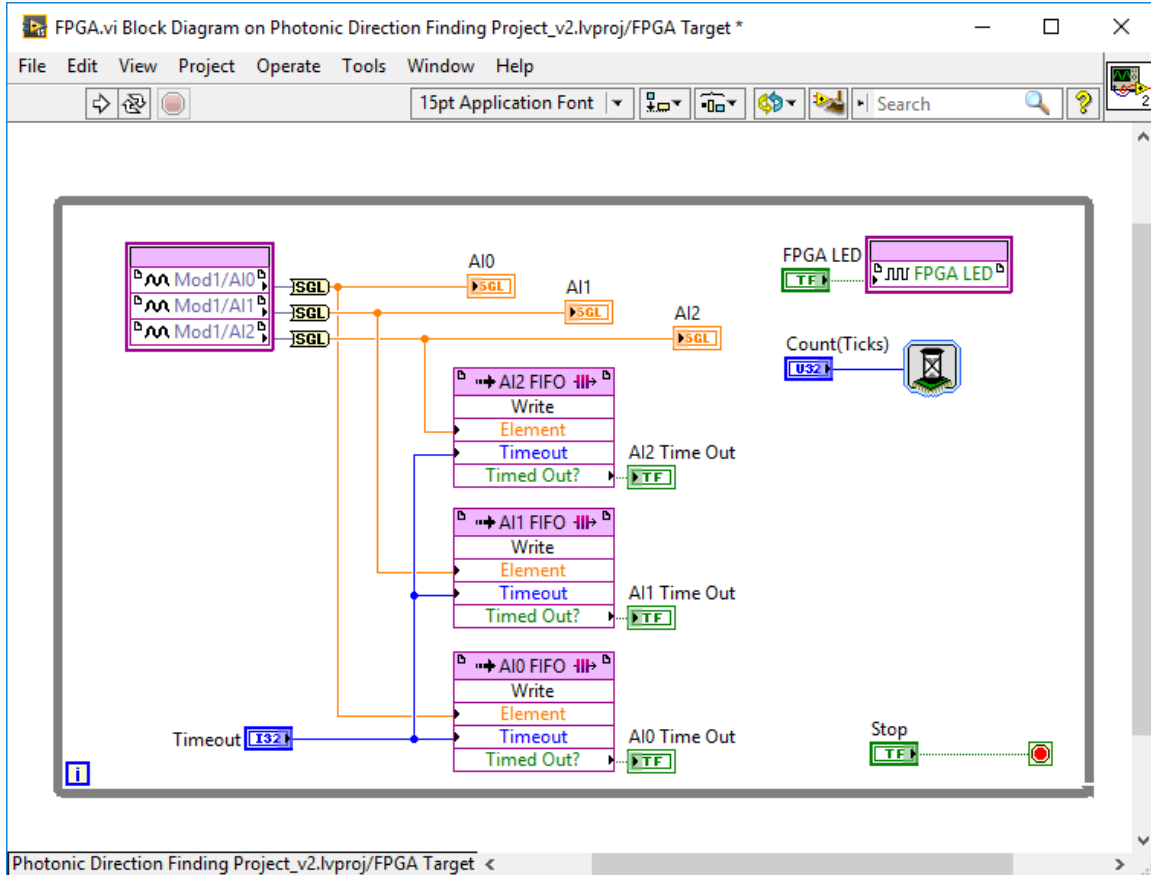 FPGA.vi Block Diagram on Photonic Direction Finding Project_v2.lvproj/FPGA Target *
File Edit View Project Operate Tools Window Help
15pt Application Font
Search
2
AI0
AI1
AI2
Mod1/AI0
Mod1/AI1
Mod1/AI2
SGL
SGL
SGL
SGL
SGL
SGL
FPGA LED
TF
FPGA LED
Count(Ticks)
U32
AI2 FIFO
Write
Element
Timeout
Timed Out?
AI2 Time Out
TF
AI1 FIFO
Write
Element
Timeout
Timed Out?
AI1 Time Out
TF
AI0 FIFO
Write
Element
Timeout
Timed Out?
AI0 Time Out
TF
Timeout
I32
Stop
TF
i
Photonic Direction Finding Project_v2.lvproj/FPGA Target